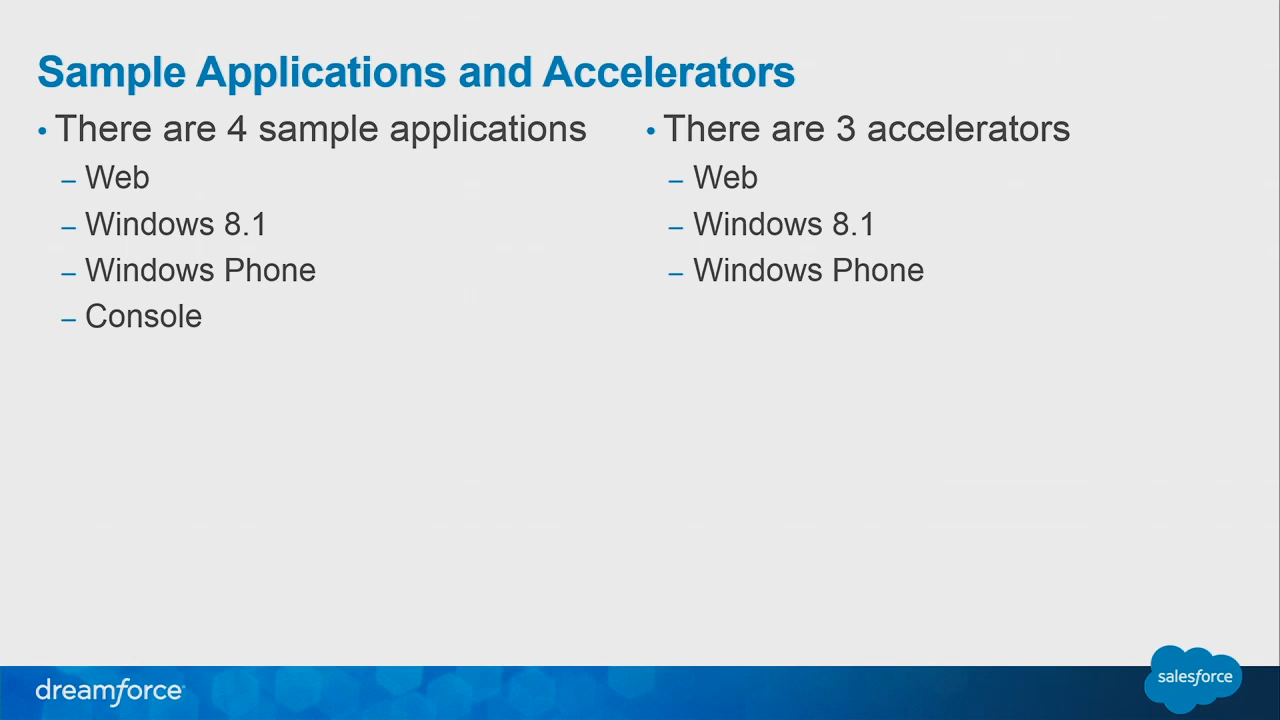 Sample Applications and Accelerators
• There are 4 sample applications
– Web
– Windows 8.1
– Windows Phone
– Console
• There are 3 accelerators
– Web
– Windows 8.1
– Windows Phone
dreamforce
salesforce